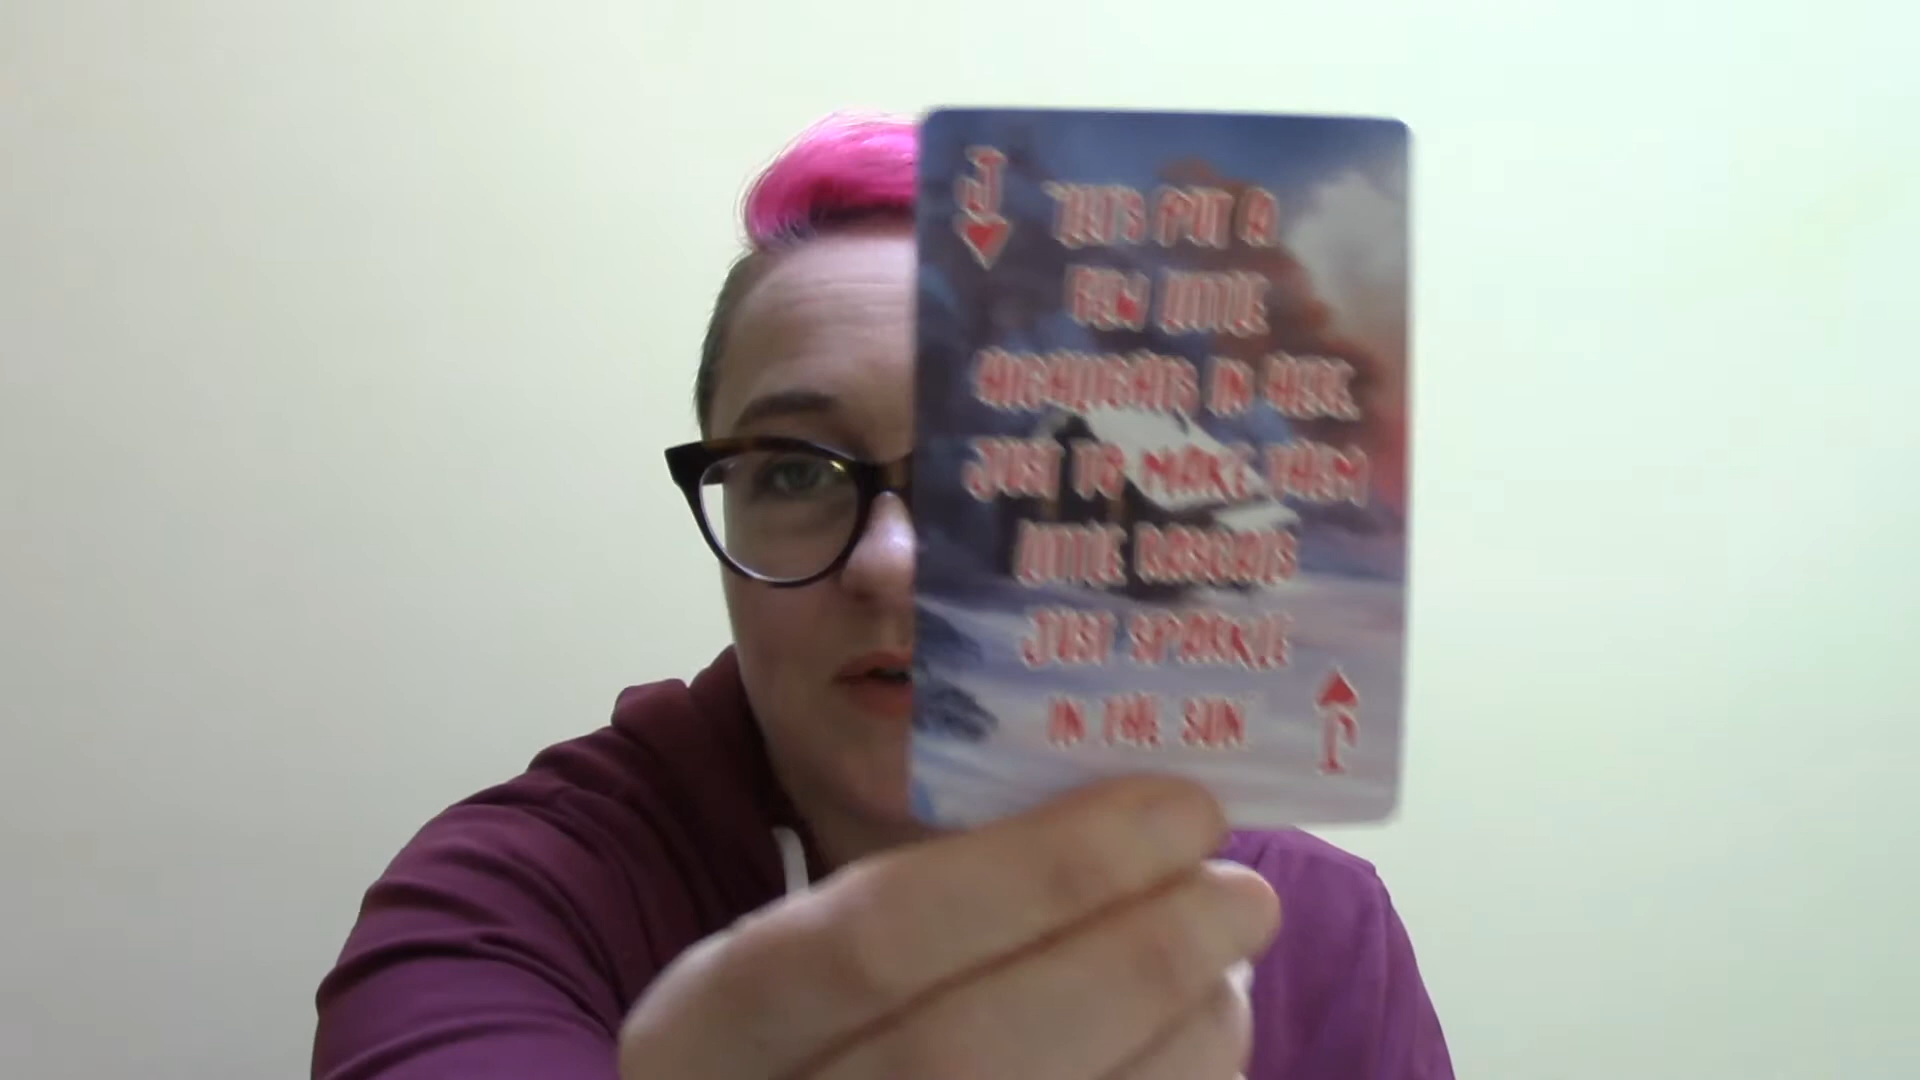 J
"LET'S PUT A
FEW LITTLE
HIGHLIGHTS IN HERE
JUST TO MAKE THEM
LITTLE RASCALS
JUST SPARKLE
IN THE SUN"
J